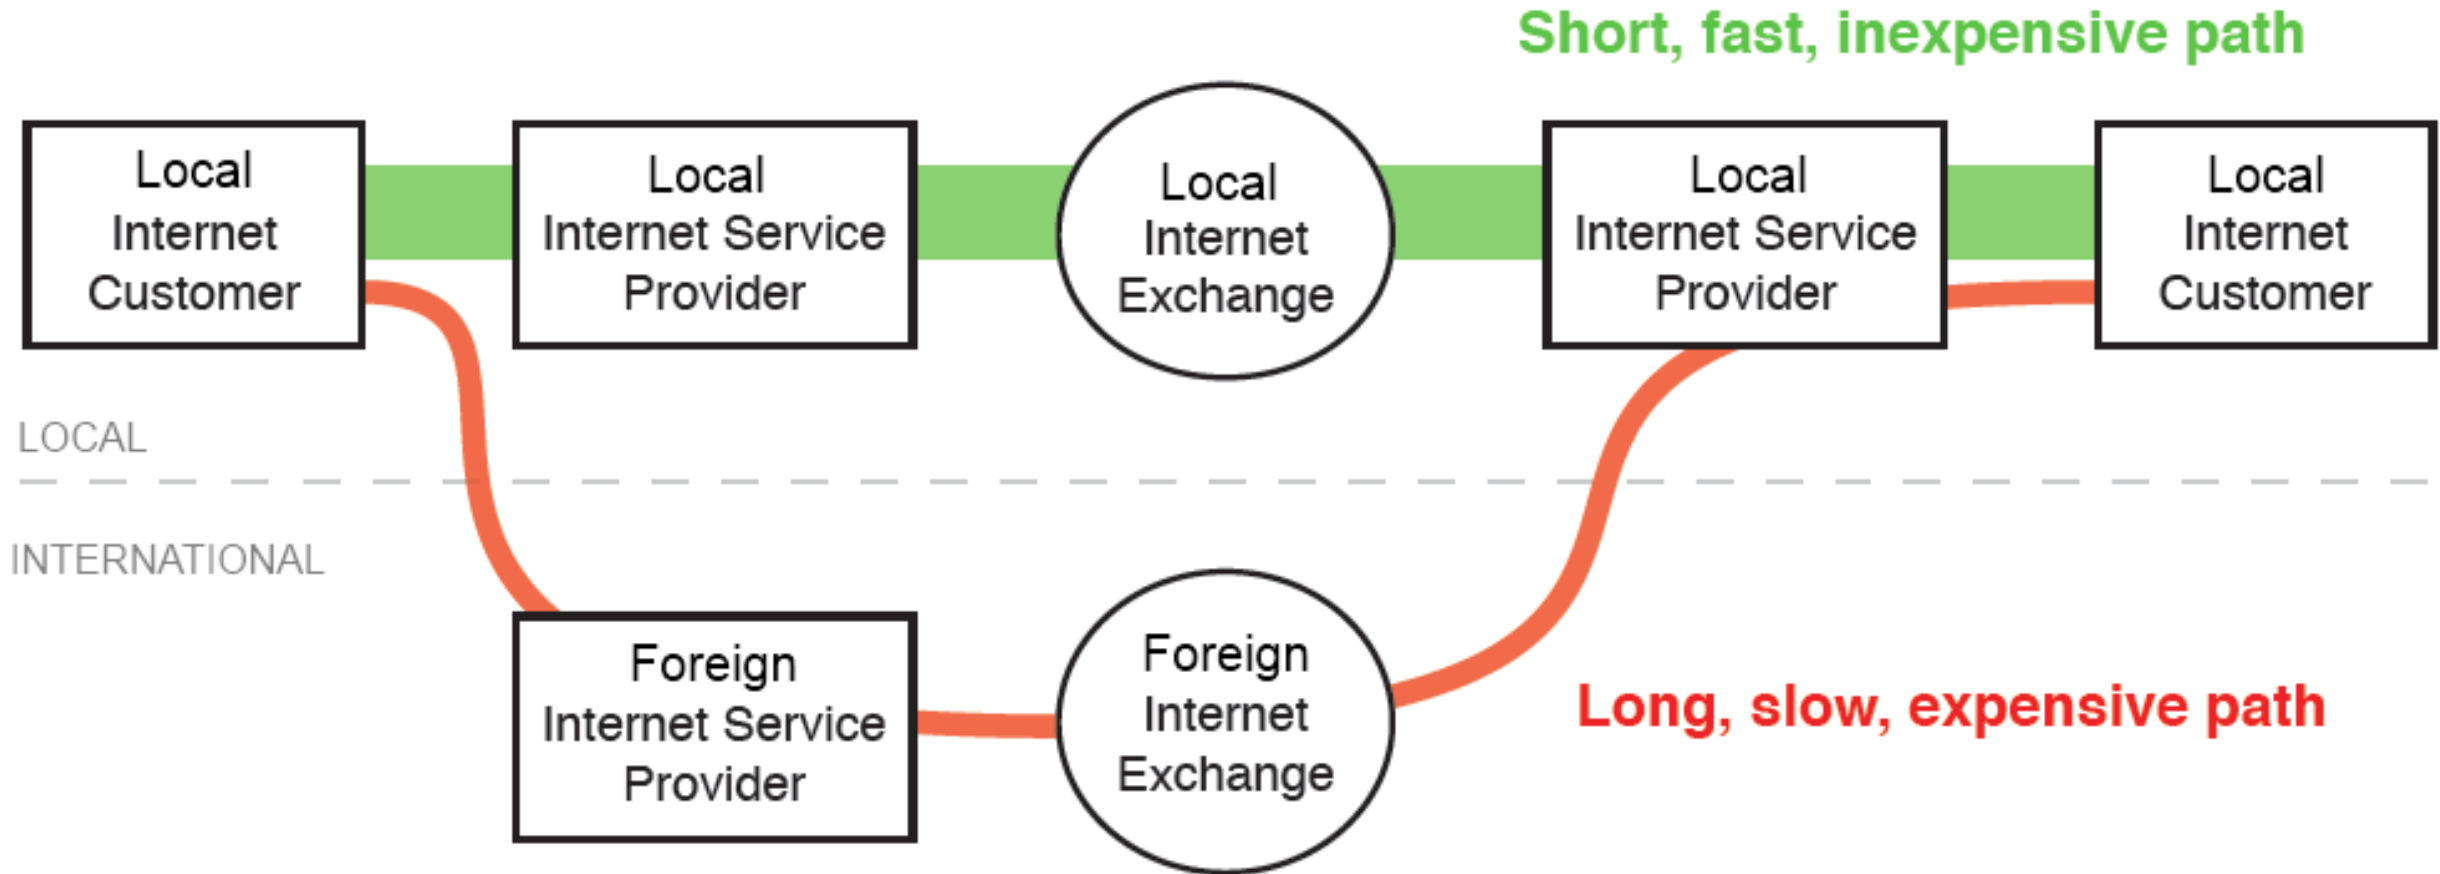 Short, fast, inexpensive path
Local
Internet
Customer
Local
Internet Service
Provider
Local
Internet
Exchange
Local
Internet Service
Provider
Local
Internet
Customer
LOCAL
INTERNATIONAL
Foreign
Internet Service
Provider
Foreign
Internet
Exchange
Long, slow, expensive path